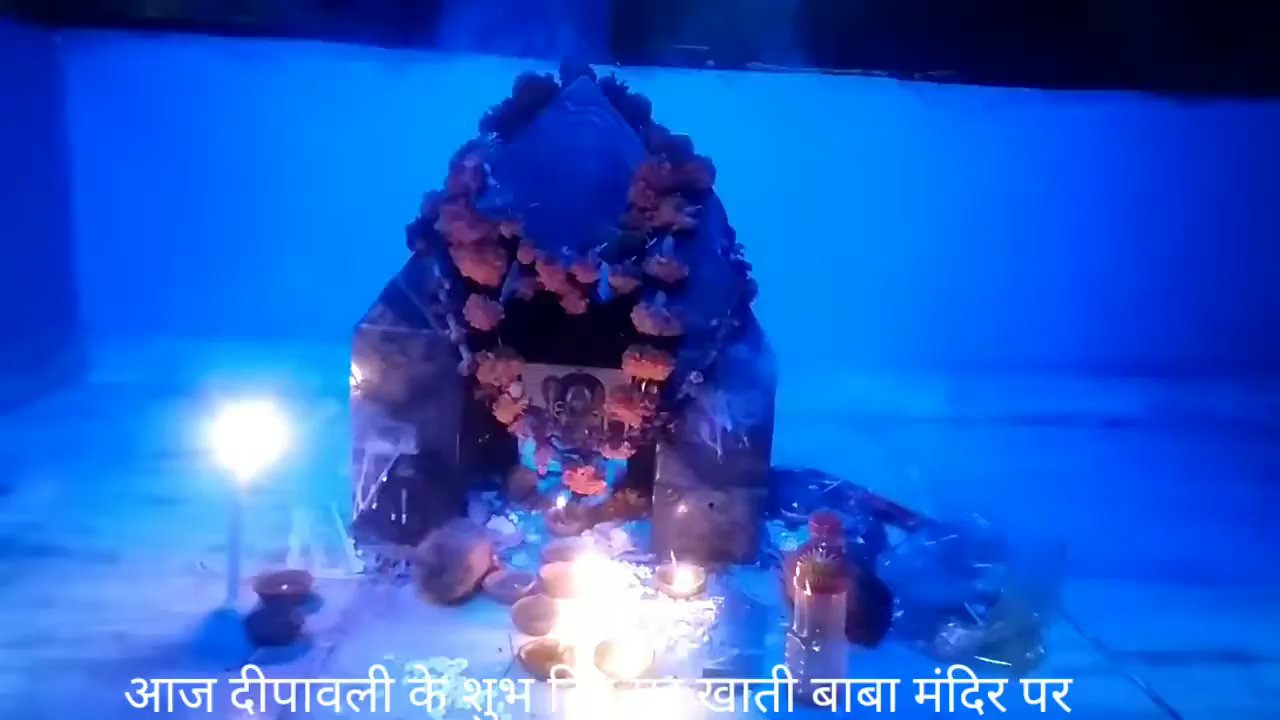 आज दीपावली के शुभ खाती बाबा मंदिर पर